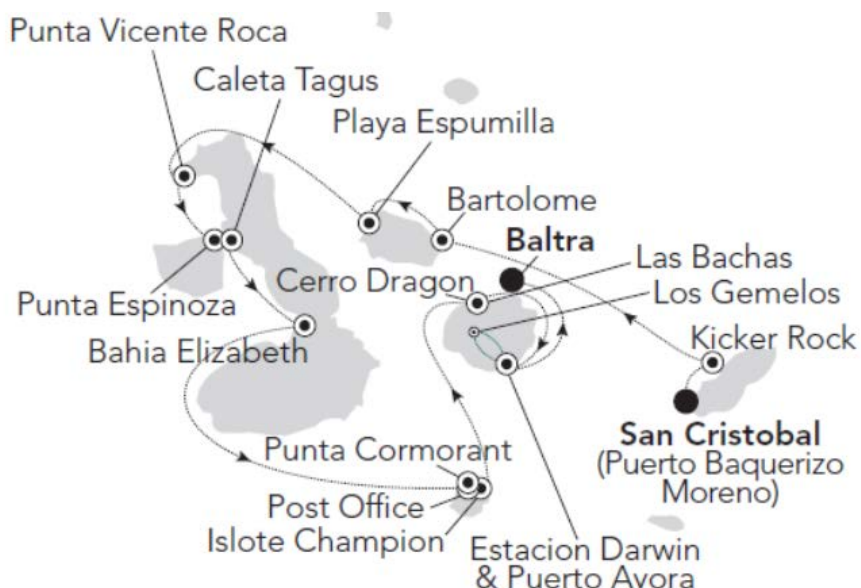 Punta Vicente Roca
Caleta Tagus
Playa Espumilla
Bartolome
Baltra
Las Bachas
Cerro Dragon
Los Gemelos
Punta Espinoza
Kicker Rock
Bahia Elizabeth
San Cristobal
(Puerto Baquerizo
Moreno)
Punta Cormorant
Post Office
Islote Champion
Estacion Darwin
& Puerto Ayora